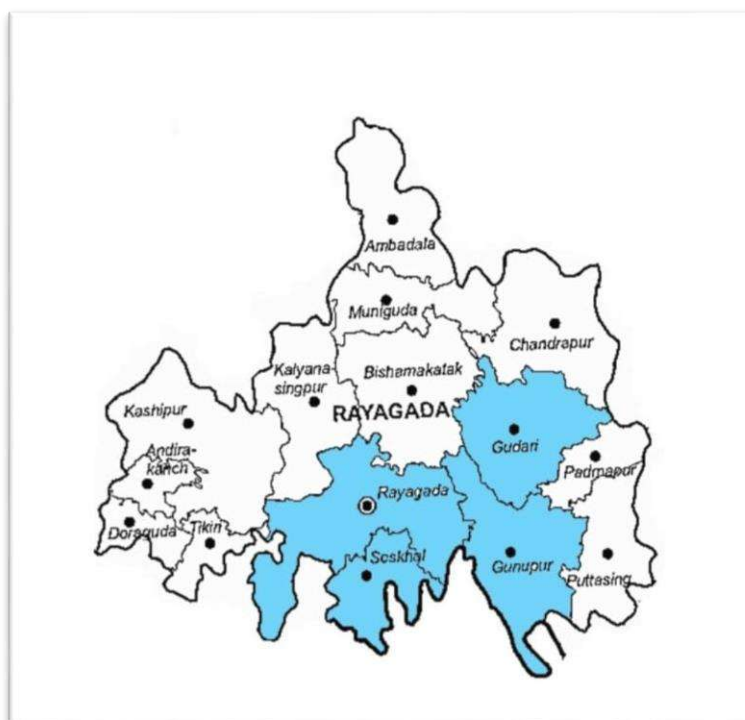 Ambadala
Muniguda
Chandrapur
Kalyana-
singpur
Bishamakatak
RAYAGADA
Kashipur
Gudari
Andira-
kanch
Padmapur
Rayagada
Doraguda
Tikiri
Seskhal
Gunupur
Puttasing